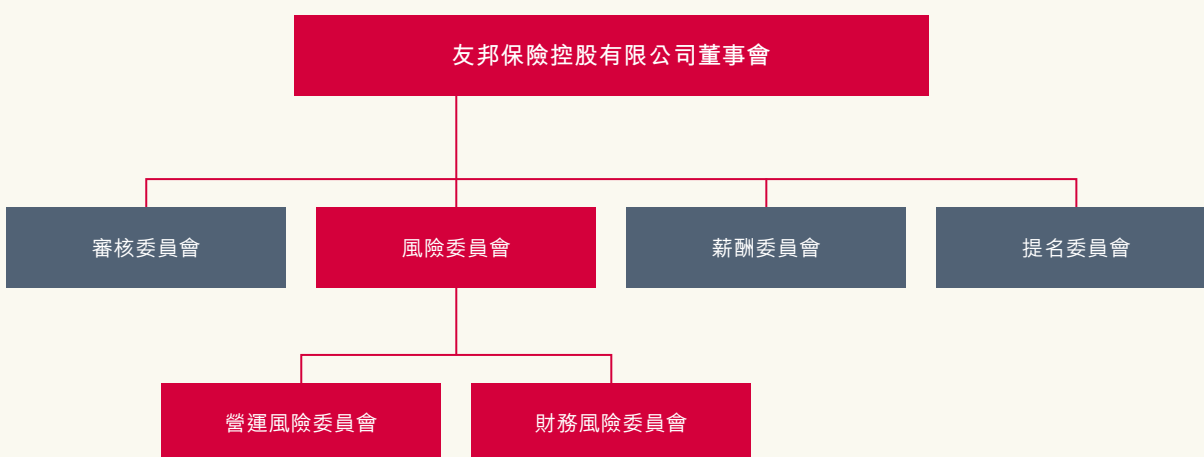 友邦保險控股有限公司董事會
審核委員會
風險委員會
薪酬委員會
提名委員會
營運風險委員會
財務風險委員會